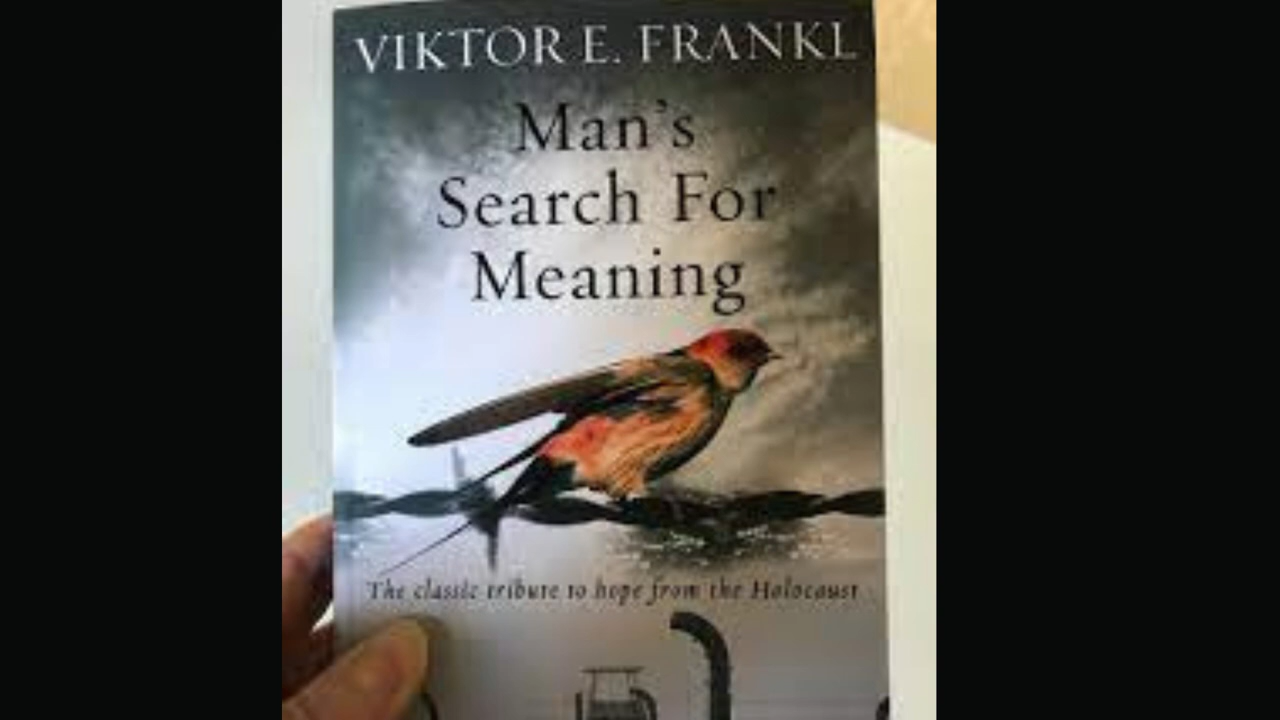 VIKTOR E. FRANKL
Man's
Search For
Meaning
The classic tribute to hope from the Holocaust